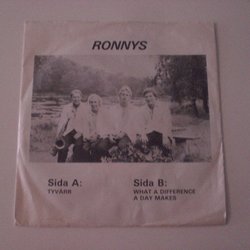 RONNYS
Sida A:
TYVÄRR
Sida B:
WHAT A DIFFERENCE
A DAY MAKES